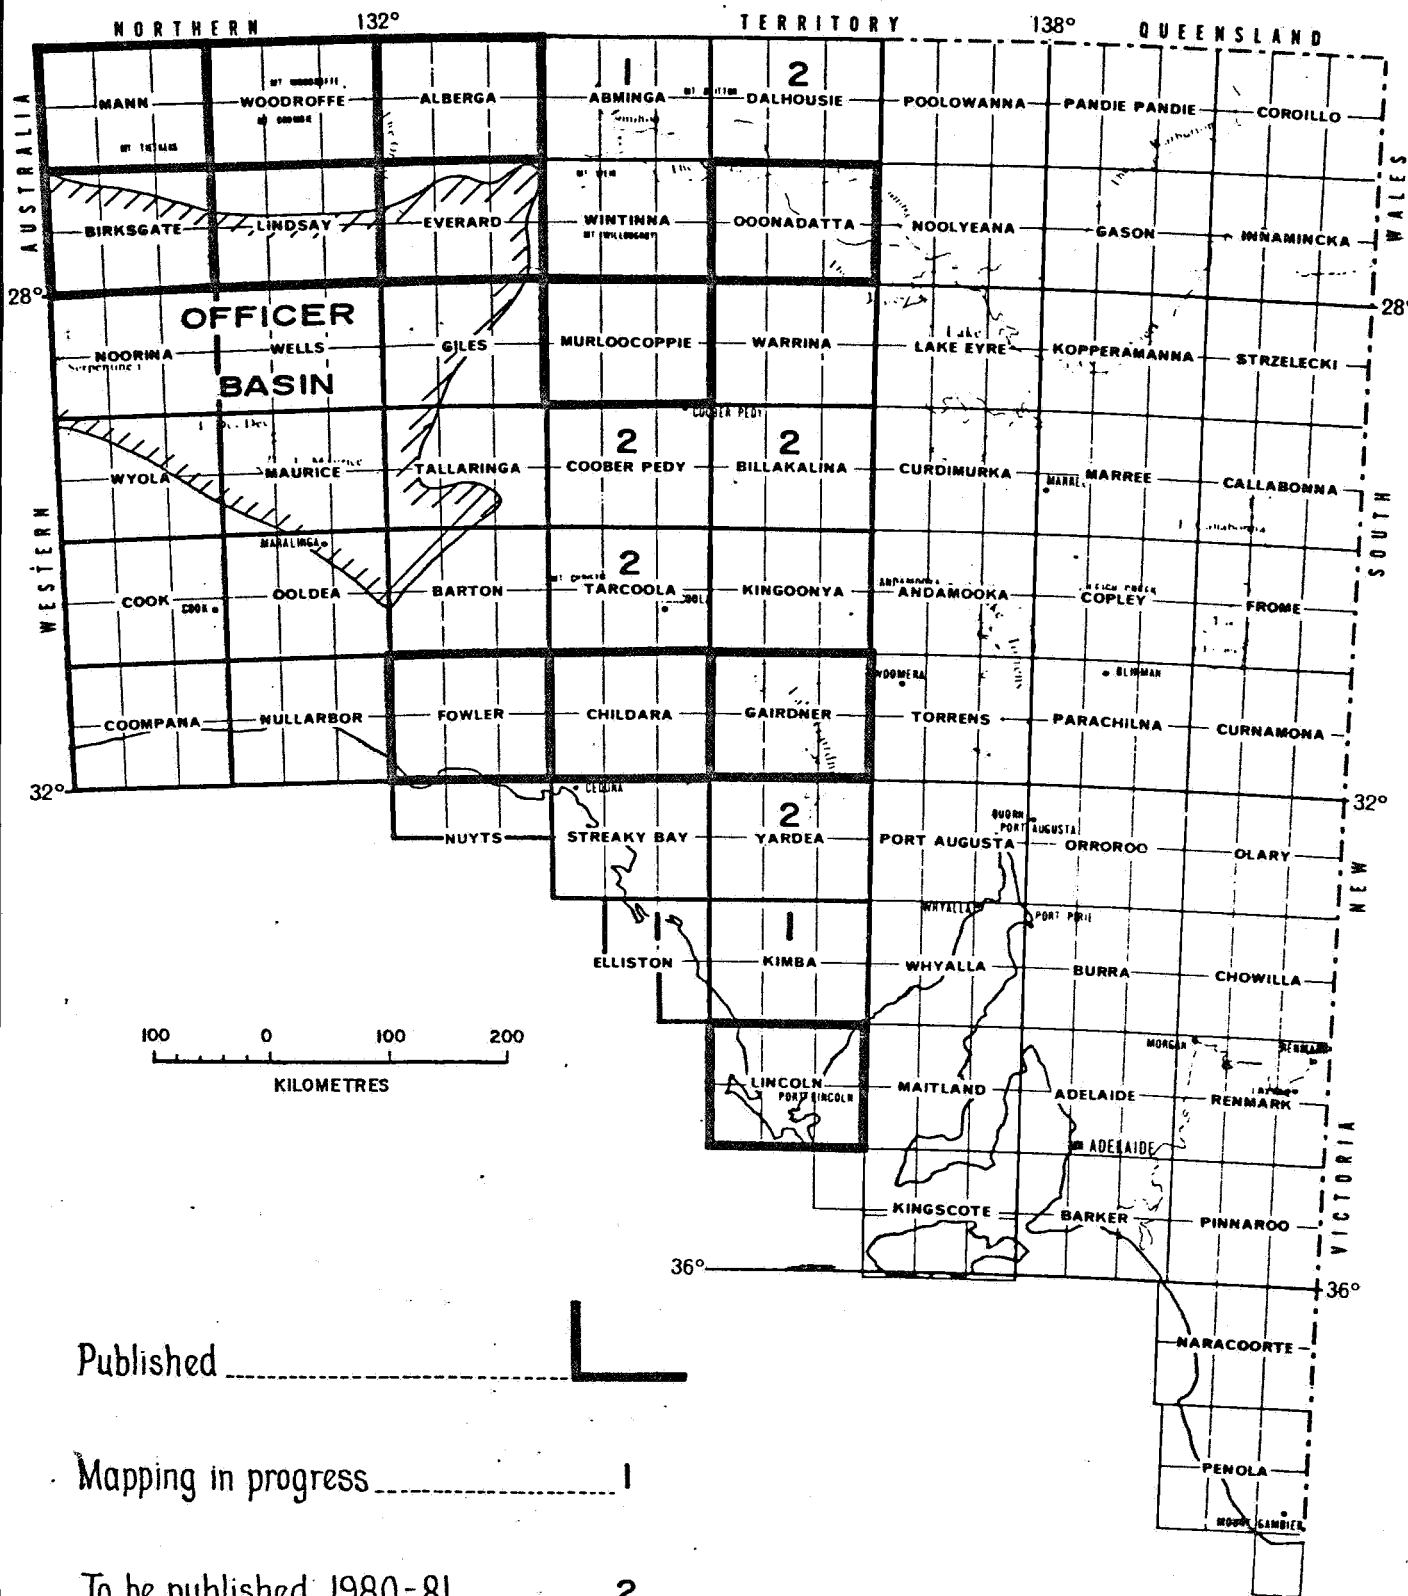 NORTHERN 132° TERRITORY 138° QUEENSLAND
AUSTRALIA
WESTERN
MANN WOODROFFE ALBERGA 1 ABMINGA 2 DALHOUSIE POOLOWANNA PANDIE PANDIE COROILLO
BIRKSGATE LINDSAY EVERARD WINTINNA OOONADATTA NOOLYEANA GASON INNAMINCKA
MT WILLOUGBY
WALES
28° 28°
OFFICER
NOORINA WELLS GILES MURLOOCOPPIE WARRINA LAKE EYRE KOPPERAMANNA STRZELECKI
Lake
BASIN
COOBER PEDY
2 2
WYOLA MAURICE TALLARINGA COOBER PEDY BILLAKALINA CURDIMURKA MARREE CALLABONNA
SOUTH
MARALINGA
2
COOK OOLDEA BARTON TARCOOLA KINGOONYA ANDAMOOKA COPLEY FROME
COOK
WOOMERA BLINMAN
COOMPANA NULLARBOR FOWLER CHILDARA GAIRDNER TORRENS PARACHILNA CURNAMONA
32° 32°
CEDUNA
2
QUORN
PORT AUGUSTA
NUYTS STREAKY BAY YARDEA PORT AUGUSTA ORROROO OLARY
NEW
WHYALLA PORT PIRIE
1
ELLISTON KIMBA WHYALLA BURRA CHOWILLA
100 0 100 200
KILOMETRES
MORGAN RENMARK
LINCOLN MAITLAND ADELAIDE RENMARK
PORT LINCOLN
ADELAIDE
VICTORIA
KINGSCOTE BARKER PINNAROO
36° 36°
NARACOORTE
PENOLA
MOUNT GAMBIER
Published
Mapping in progress 1
To be published 1980-81 2